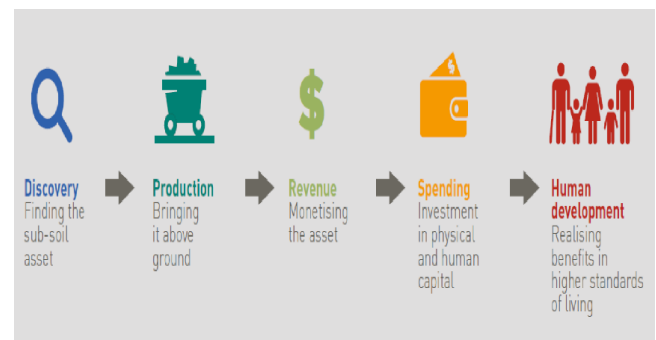 $
$
Discovery
Finding the
sub-soil
asset
Production
Bringing
it above
ground
Revenue
Monetising
the asset
Spending
Investment
in physical
and human
capital
Human
development
Realising
benefits in
higher standards
of living